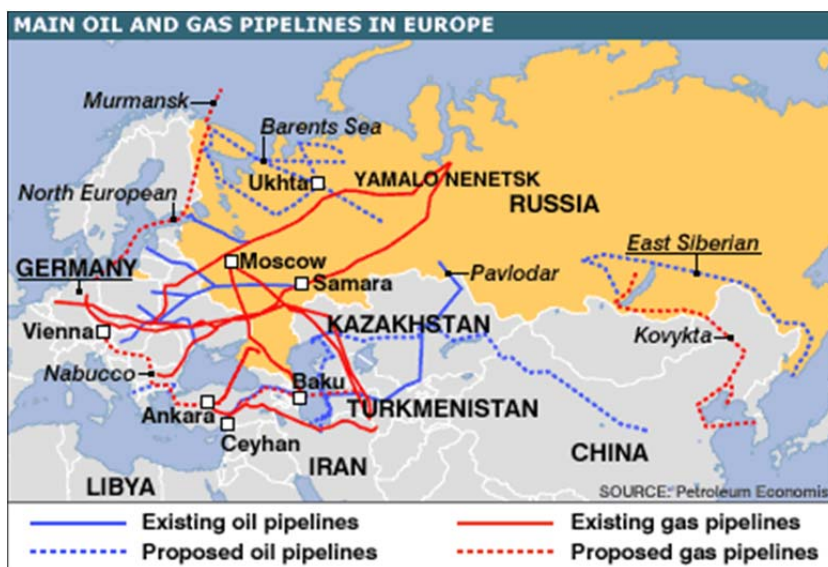 MAIN OIL AND GAS PIPELINES IN EUROPE
Murmansk
Barents Sea
Ukhta
YAMALO NENETSK
North European
RUSSIA
East Siberian
Moscow
GERMANY
Pavlodar
Samara
Vienna
KAZAKHSTAN
Kovykta
Nabucco
Baku
Ankara
TURKMENISTAN
Ceyhan
CHINA
IRAN
LIBYA
SOURCE: Petroleum Economis
Existing oil pipelines
Existing gas pipelines
Proposed oil pipelines
Proposed gas pipelines